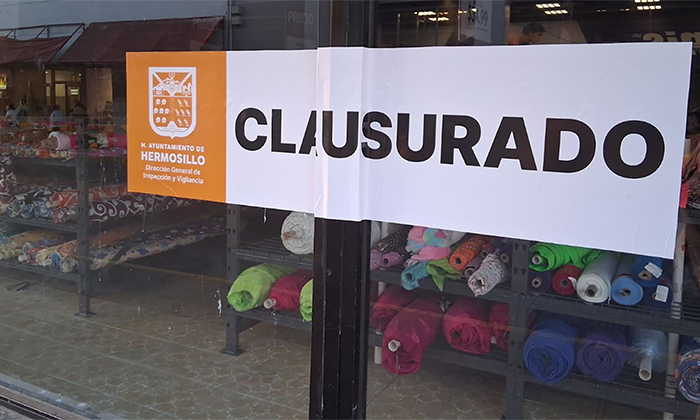 H. AYUNTAMIENTO DE
HERMOSILLO
Dirección General de
Inspección y Vigilancia
CLAUSURADO